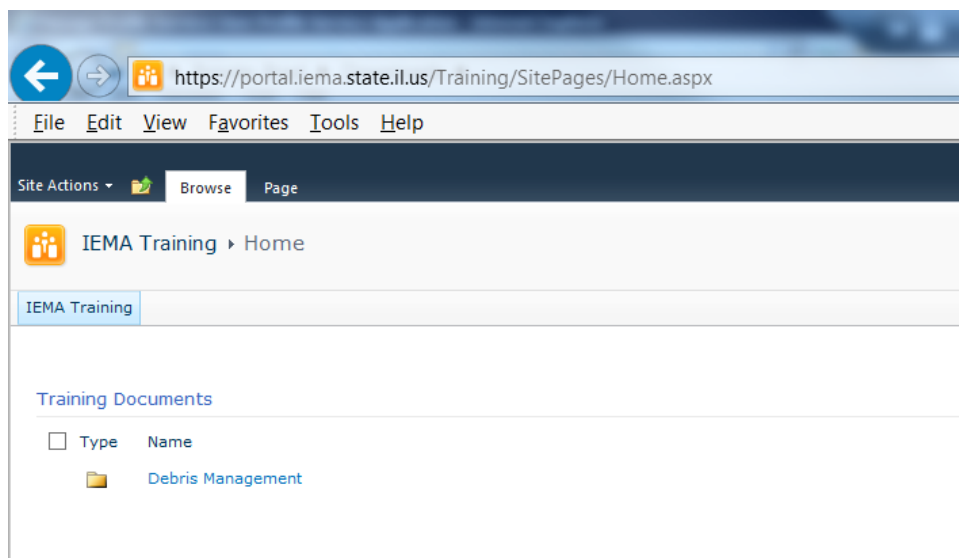 https://portal.iema.state.il.us/Training/SitePages/Home.aspx
File Edit View Favorites Tools Help
Site Actions Browse Page
IEMA Training Home
IEMA Training
Training Documents
Type Name
Debris Management